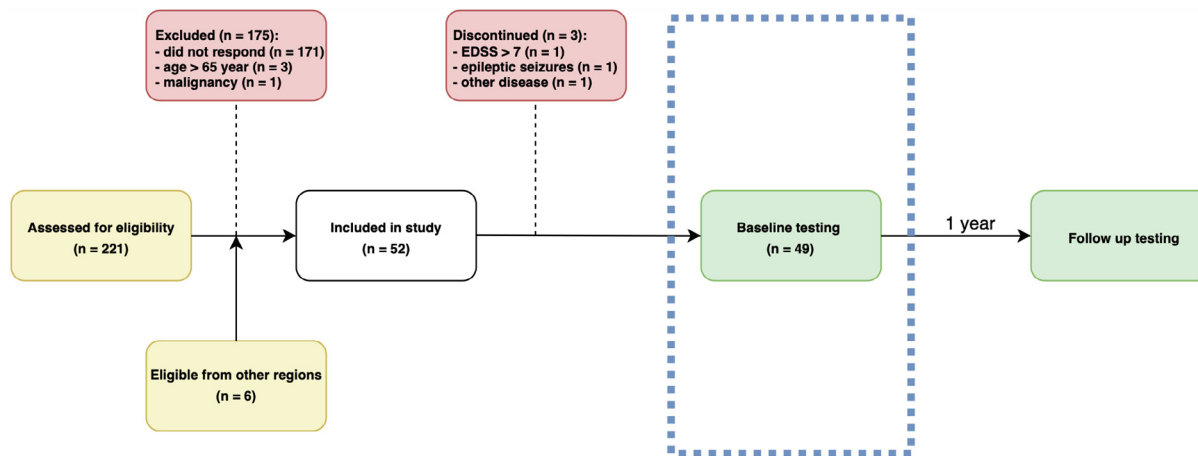 Excluded (n = 175):
- did not respond (n = 171)
- age > 65 year (n = 3)
- malignancy (n = 1)
Discontinued (n = 3):
- EDSS > 7 (n = 1)
- epileptic seizures (n = 1)
- other disease (n = 1)
Assessed for eligibility
(n = 221)
Included in study
(n = 52)
Baseline testing
(n = 49)
1 year
Follow up testing
Eligible from other regions
(n = 6)